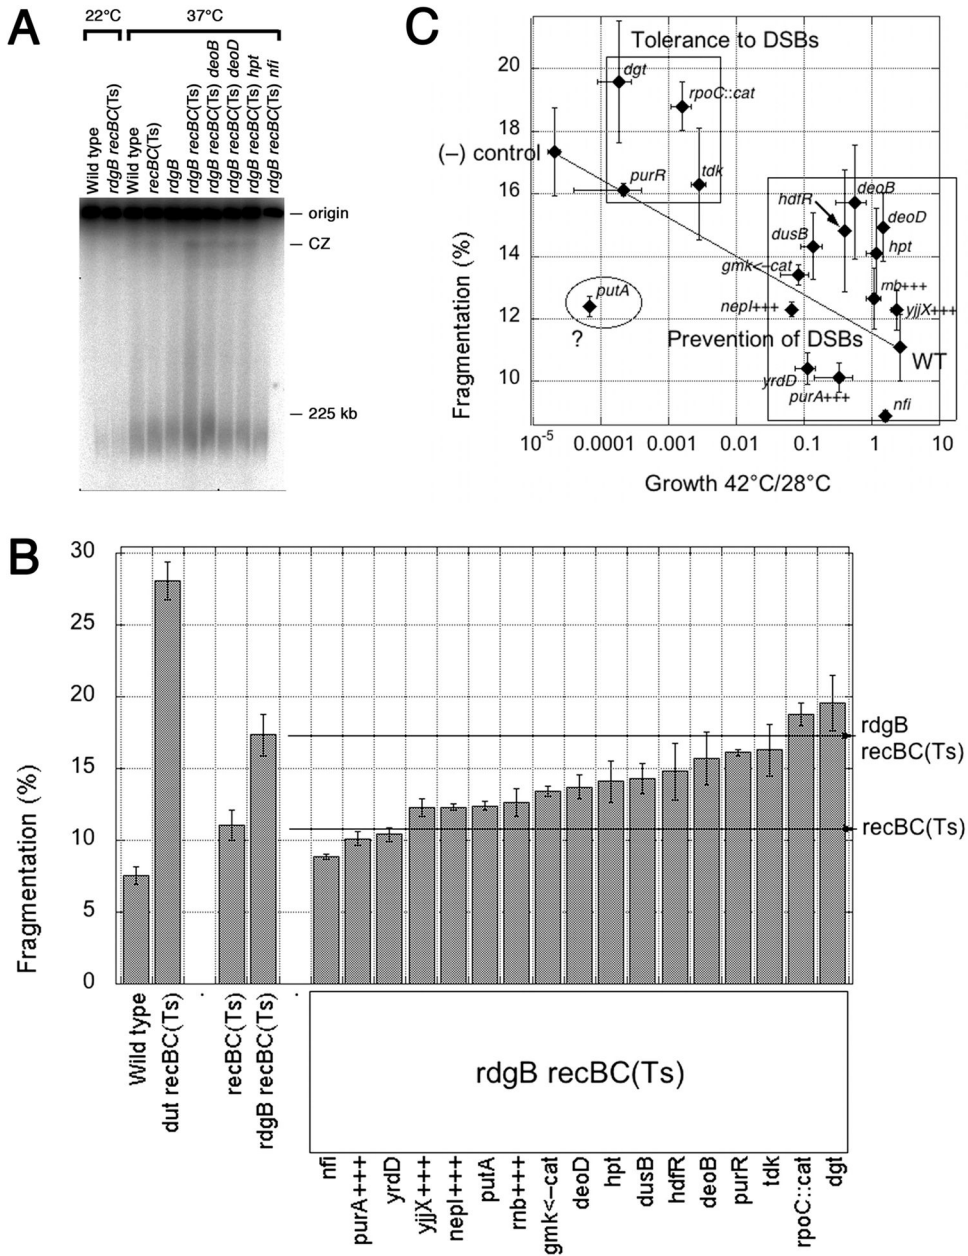 A
22°C
37°C
Wild type
rdgB recBC(Ts)
Wild type
recBC(Ts)
rdgB
rdgB recBC(Ts)
rdgB recBC(Ts) deoB
rdgB recBC(Ts) deoD
rdgB recBC(Ts) hpt
rdgB recBC(Ts) nfi
origin
CZ
225 kb
C
Fragmentation (%)
20
18
16
14
12
10
Tolerance to DSBs
dgt
rpoC::cat
(–) control
purR
tdk
hdfR
deoB
deoD
dusB
hpt
gmk<–cat
putA
rnb+++
nepI+++
yjjX+++
?
Prevention of DSBs
WT
yrdD
purA+++
nfi
10-5
0.0001
0.001
0.01
0.1
1
10
Growth 42°C/28°C
B
Fragmentation (%)
30
25
20
15
10
5
0
rdgB
recBC(Ts)
recBC(Ts)
Wild type
dut recBC(Ts)
recBC(Ts)
rdgB recBC(Ts)
rdgB recBC(Ts)
nfi
purA+++
yrdD
yjjX+++
nepI+++
putA
rnb+++
gmk<–cat
deoD
hpt
dusB
hdfR
deoB
purR
tdk
rpoC::cat
dgt